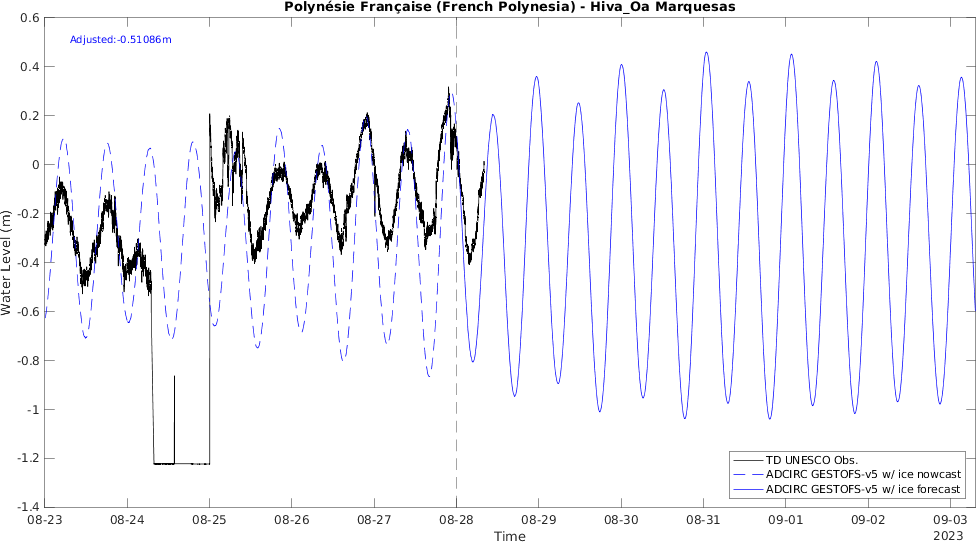 Polynésie Française (French Polynesia) - Hiva_Oa Marquesas
Adjusted:-0.51086m
0.6
0.4
0.2
0
-0.2
-0.4
-0.6
-0.8
-1
-1.2
-1.4
Water Level (m)
TD UNESCO Obs.
ADCIRC GESTOFS-v5 w/ ice nowcast
ADCIRC GESTOFS-v5 w/ ice forecast
08-23 08-24 08-25 08-26 08-27 08-28 08-29 08-30 08-31 09-01 09-02 09-03
Time
2023